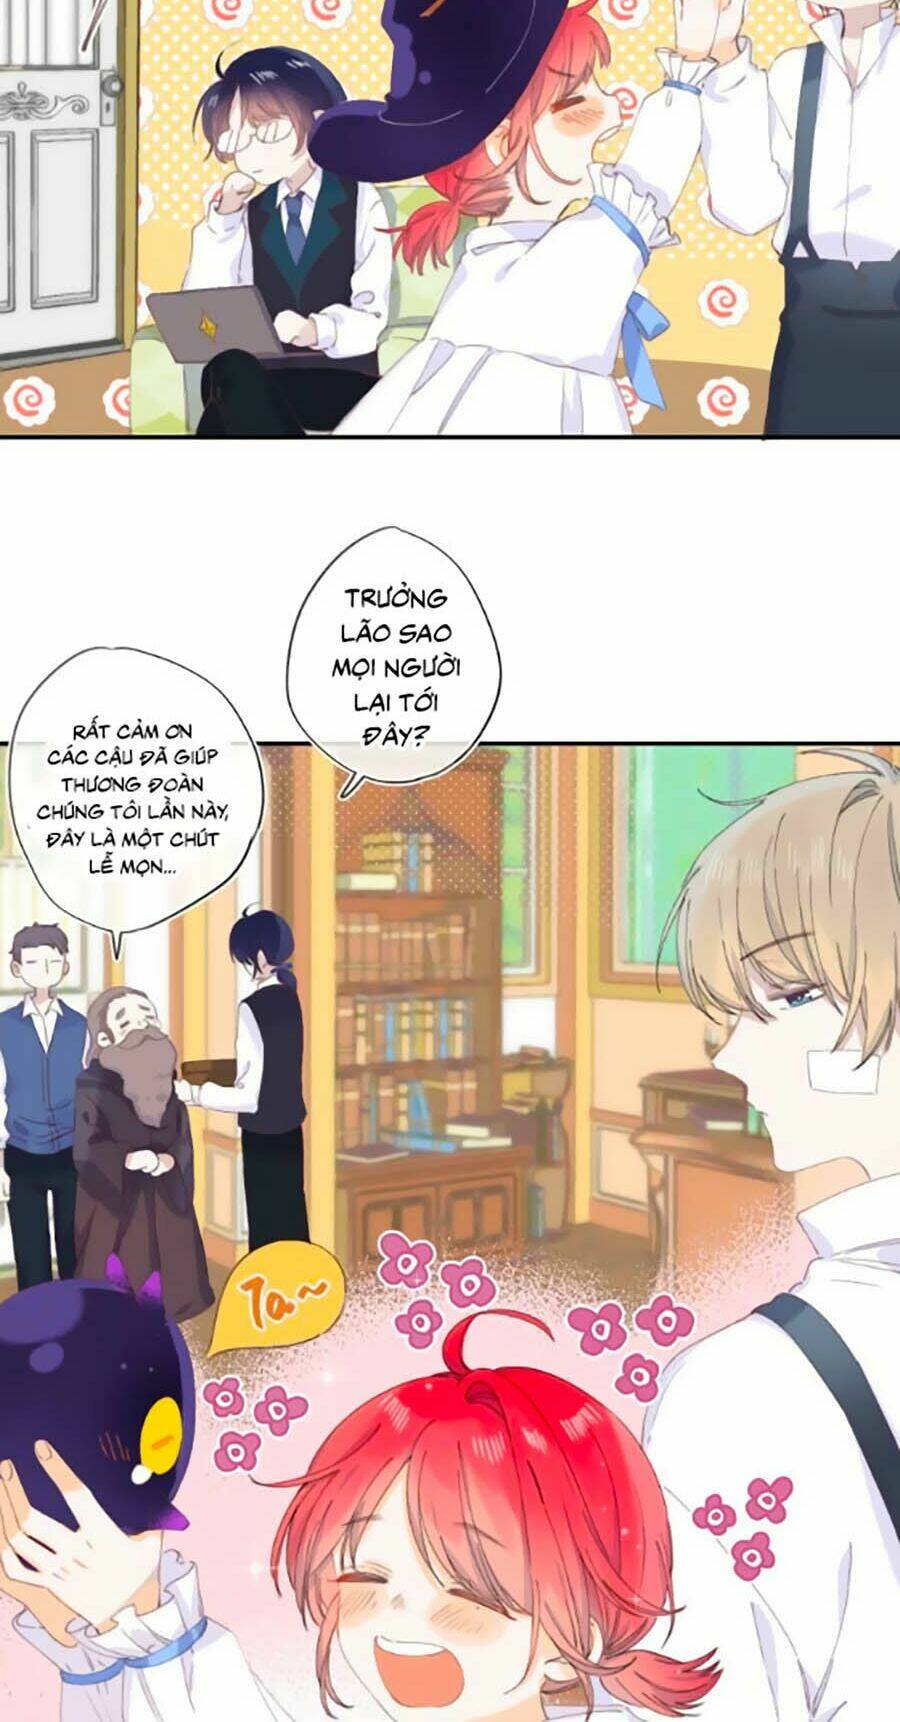 TRƯỞNG
LÃO SAO
MỌI NGƯỜI
LẠI TỚI
ĐÂY?
RẤT CẢM ƠN
CÁC CẬU ĐÃ GIÚP
THƯƠNG ĐOÀN
CHÚNG TÔI LẦN NÀY,
ĐÂY LÀ MỘT CHÚT
LỄ MỌN...
Ta~